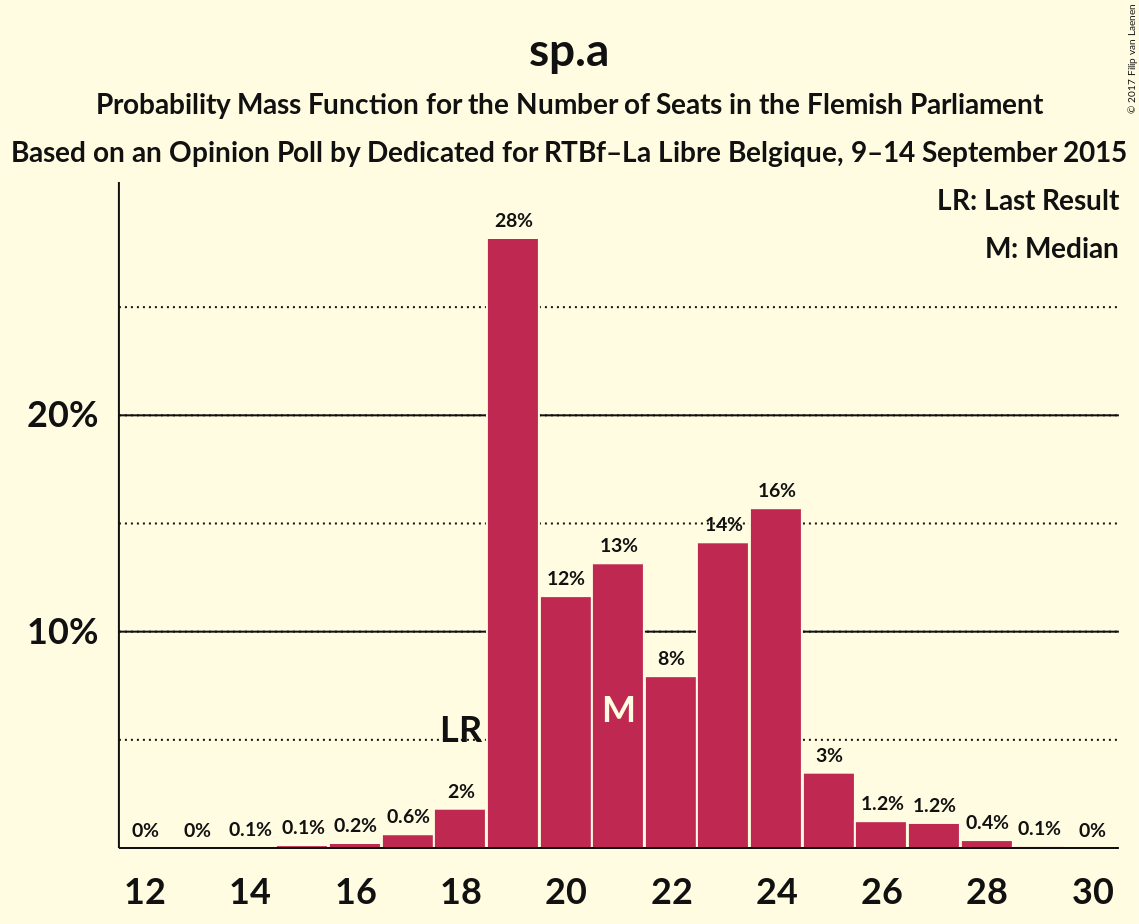 sp.a
Probability Mass Function for the Number of Seats in the Flemish Parliament
Based on an Opinion Poll by Dedicated for RTBf–La Libre Belgique, 9–14 September 2015
© 2017 Filip van Laenen
LR: Last Result
M: Median
28%
20%
16%
14%
13%
12%
10%
8%
M
LR
3%
2%
0% 0% 0.1% 0.1% 0.2% 0.6% 1.2% 1.2% 0.4% 0.1% 0%
12 14 16 18 20 22 24 26 28 30